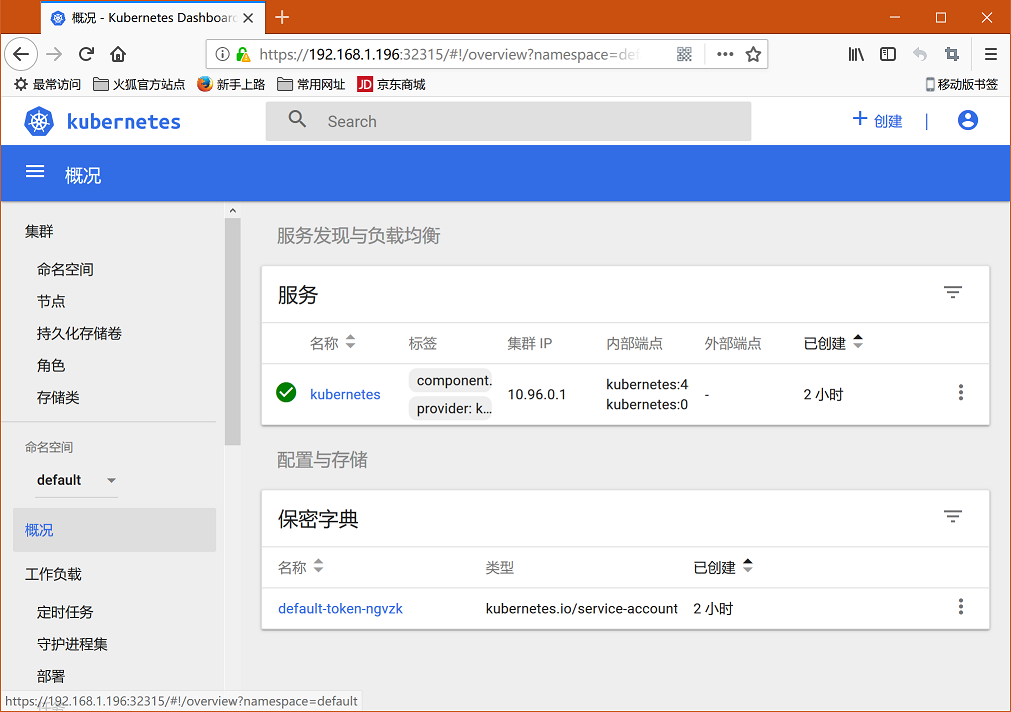 概况 - Kubernetes Dashboard
https://192.168.1.196:32315/#!/overview?namespace=def
最常访问 火狐官方站点 新手上路 常用网址 JD 京东商城 移动版书签
kubernetes Search 创建
概况
集群
命名空间
节点
持久化存储卷
角色
存储类
命名空间
default
概况
工作负载
定时任务
守护进程集
部署
服务发现与负载均衡
服务
名称 标签 集群 IP 内部端点 外部端点 已创建
kubernetes component. 10.96.0.1 kubernetes:4 - 2 小时
provider: k... kubernetes:0
配置与存储
保密字典
名称 类型 已创建
default-token-ngvzk kubernetes.io/service-account 2 小时
https://192.168.1.196:32315/#!/overview?namespace=default